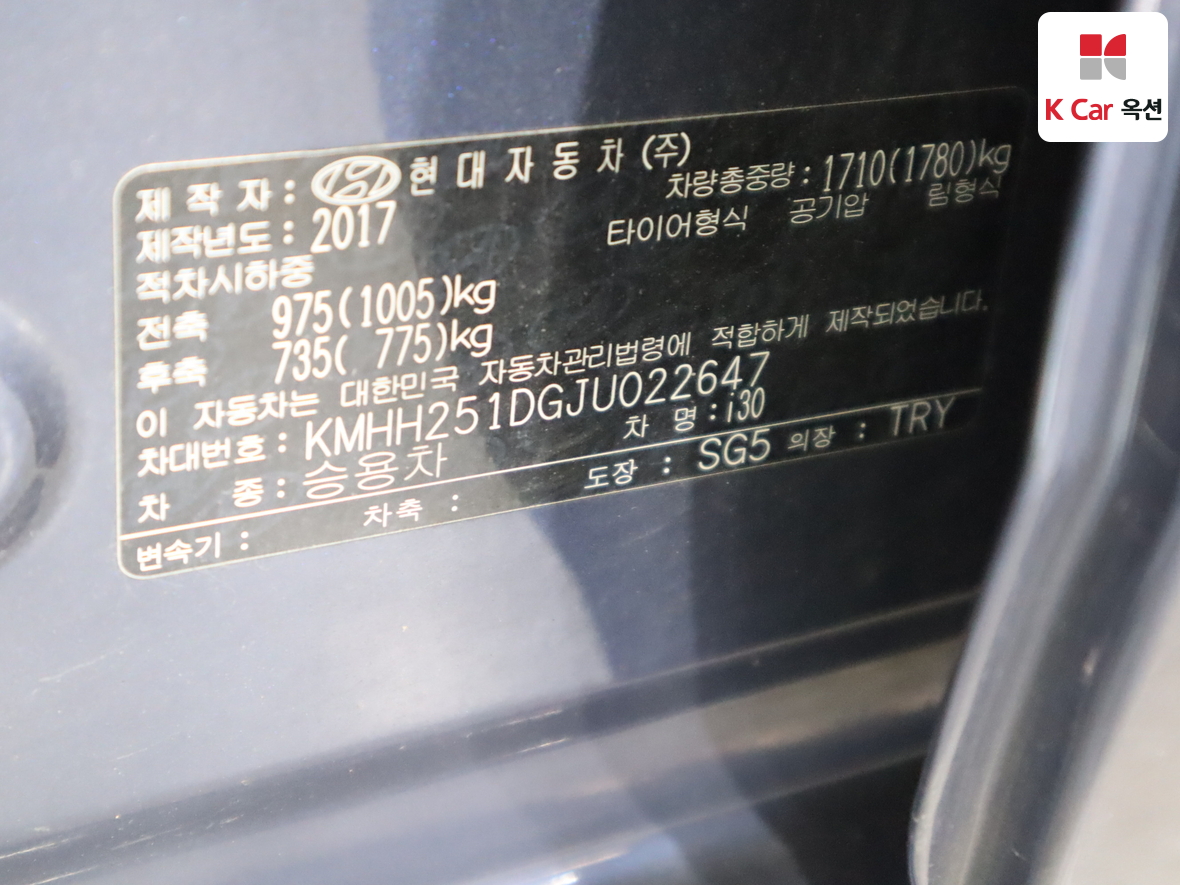 K Car 옥션
제 작 자 : 현 대 자 동 차 (주)
제작년도 : 2017 차량총중량 : 1710(1780)kg
적차시하중 타이어형식 공기압 림형식
전축 975(1005)kg
후축 735( 775)kg
이 자동차는 대한민국 자동차관리법령에 적합하게 제작되었습니다.
차대번호 : KMHH251DGJU022647
차 종 : 승용차 차 명 : i30
변속기 : 차축 : 도장 : SG5 의장 : TRY